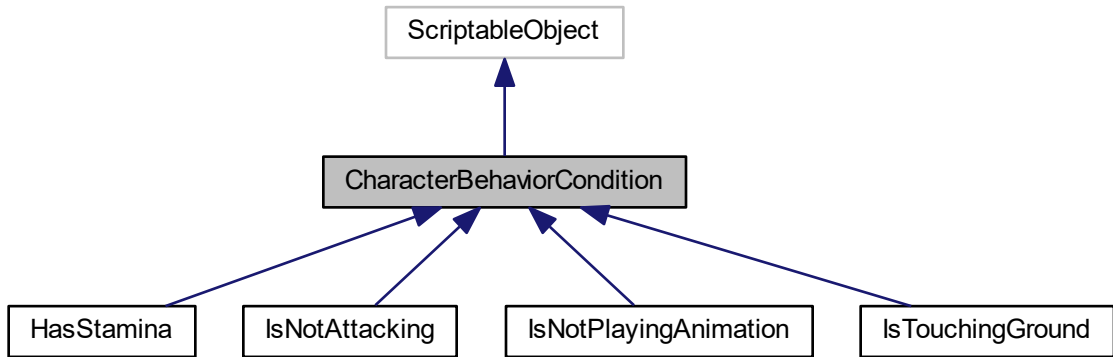 ScriptableObject
CharacterBehaviorCondition
HasStamina
IsNotAttacking
IsNotPlayingAnimation
IsTouchingGround